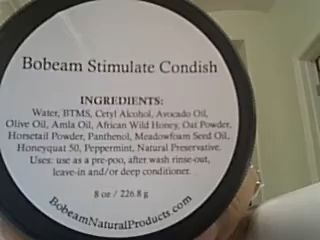 Bobeam Stimulate Condish
INGREDIENTS:
Water, BTMS, Cetyl Alcohol, Avocado Oil,
Olive Oil, Amla Oil, African Wild Honey, Oat Powder,
Horsetail Powder, Panthenol, Meadowfoam Seed Oil,
Honeyquat 50, Peppermint, Natural Preservative.
Uses: use as a pre-poo, after wash rinse-out,
leave-in and/or deep conditioner.
8 oz / 226.8 g
BobeamNaturalProducts.com